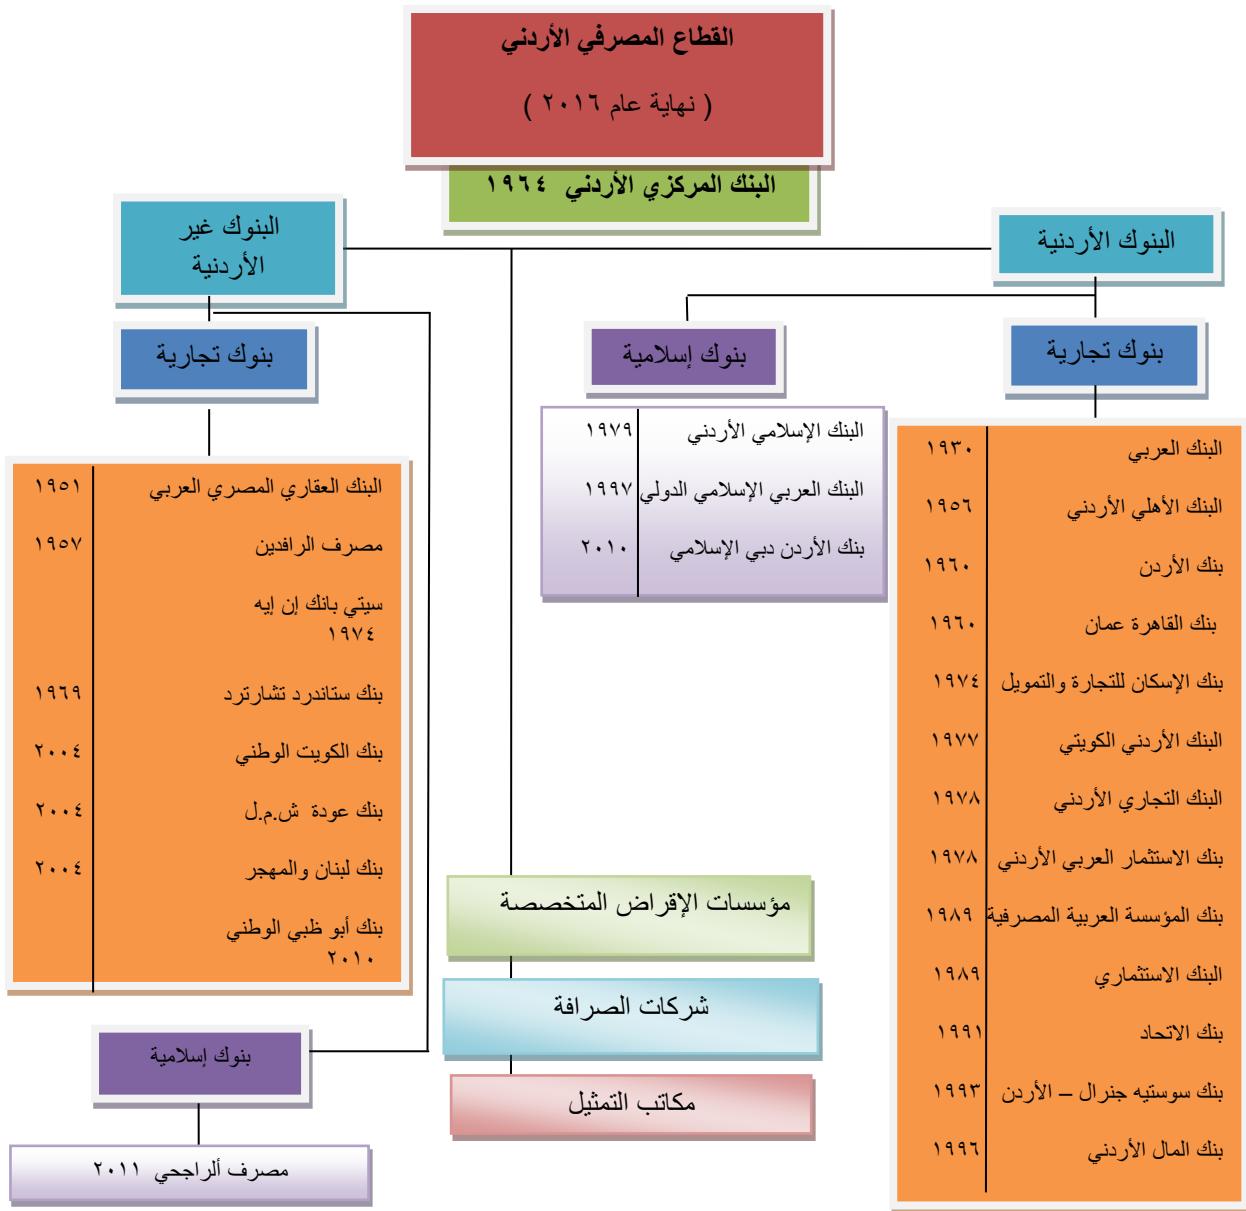 القطاع المصرفي الأردني
( نهاية عام ٢٠١٦ )
البنك المركزي الأردني ١٩٦٤
البنوك الأردنية
بنوك تجارية
البنك العربي ١٩٣٠
البنك الأهلي الأردني ١٩٥٦
بنك الأردن ١٩٦٠
بنك القاهرة عمان ١٩٦٠
بنك الإسكان للتجارة والتمويل ١٩٧٤
البنك الأردني الكويتي ١٩٧٧
البنك التجاري الأردني ١٩٧٨
بنك الاستثمار العربي الأردني ١٩٧٨
بنك المؤسسة العربية المصرفية ١٩٨٩
البنك الاستثماري ١٩٨٩
بنك الاتحاد ١٩٩١
بنك سوستيه جنرال – الأردن ١٩٩٣
بنك المال الأردني ١٩٩٦
بنوك إسلامية
البنك الإسلامي الأردني ١٩٧٩
البنك العربي الإسلامي الدولي ١٩٩٧
بنك الأردن دبي الإسلامي ٢٠١٠
مؤسسات الإقراض المتخصصة
شركات الصرافة
مكاتب التمثيل
البنوك غير
الأردنية
بنوك تجارية
البنك العقاري المصري العربي ١٩٥١
مصرف الرافدين ١٩٥٧
سيتي بانك إن إيه
١٩٧٤
بنك ستاندرد تشارترد ١٩٦٩
بنك الكويت الوطني ٢٠٠٤
بنك عودة ش.م.ل ٢٠٠٤
بنك لبنان والمهجر ٢٠٠٤
بنك أبو ظبي الوطني
٢٠١٠
بنوك إسلامية
مصرف ألراجحي ٢٠١١